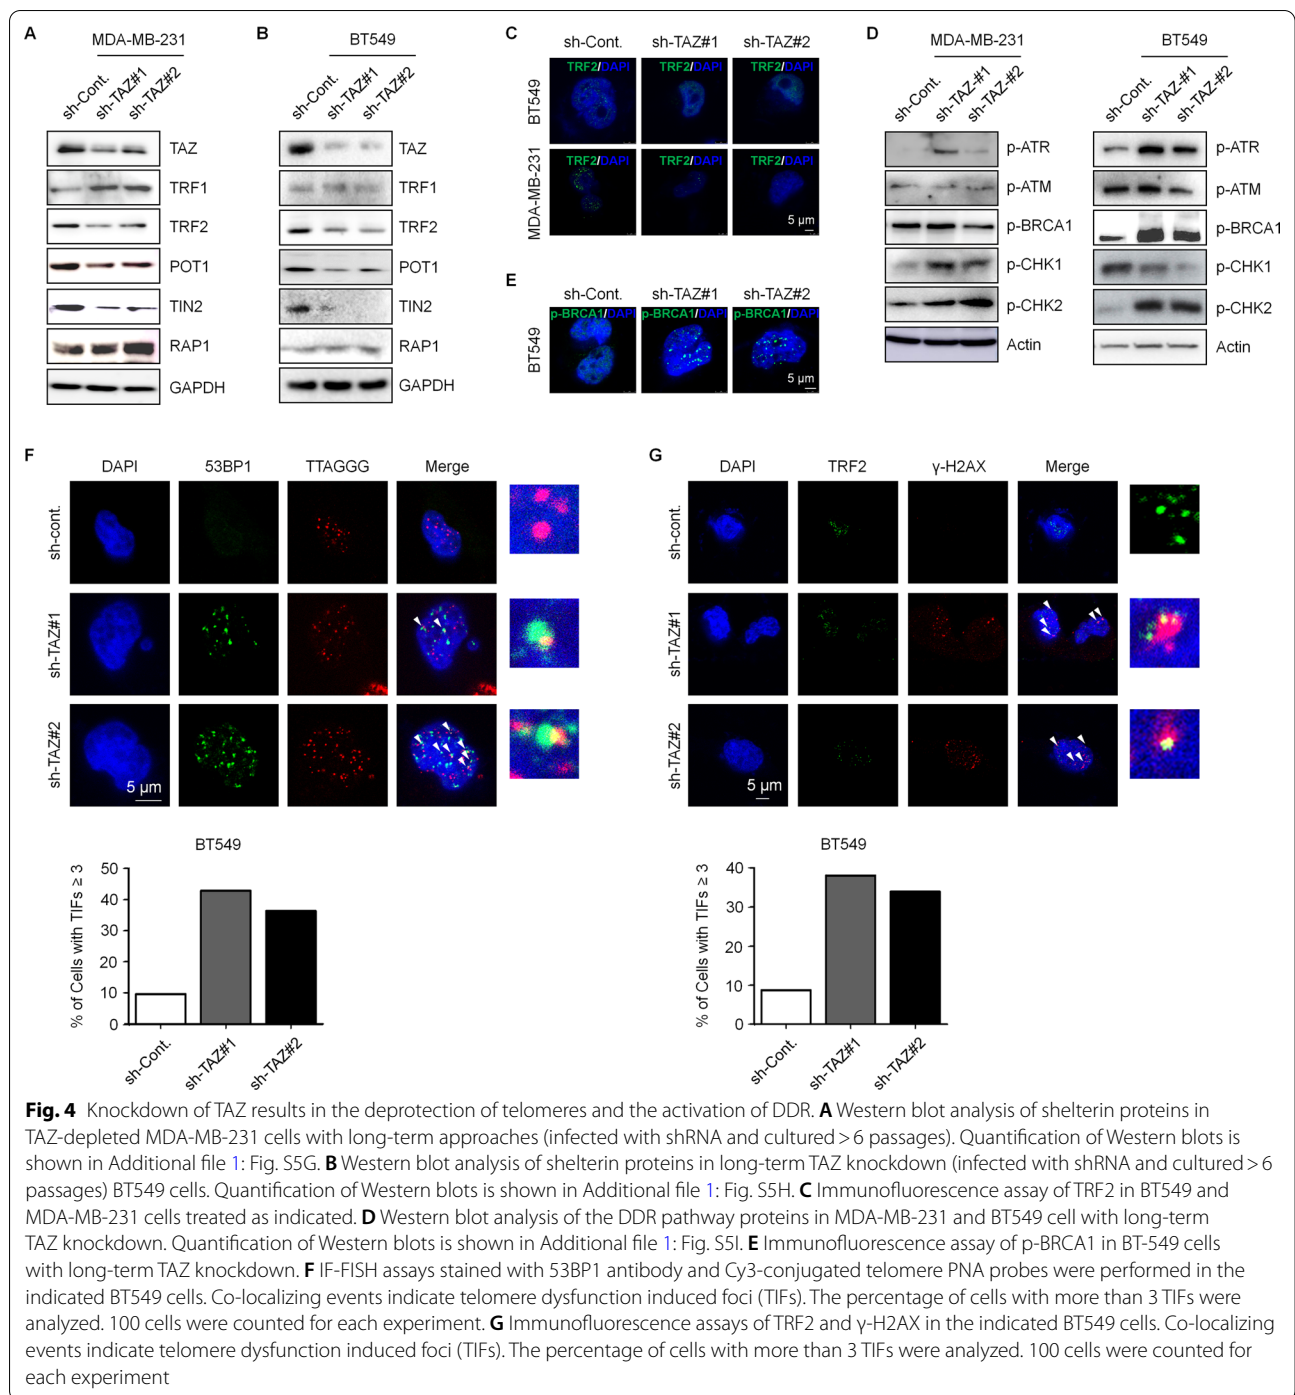 A
MDA-MB-231
sh-Cont.
sh-TAZ#1
sh-TAZ#2
TAZ
TRF1
TRF2
POT1
TIN2
RAP1
GAPDH
B
BT549
sh-Cont.
sh-TAZ#1
sh-TAZ#2
TAZ
TRF1
TRF2
POT1
TIN2
RAP1
GAPDH
C
sh-Cont. sh-TAZ#1 sh-TAZ#2
BT549
TRF2/DAPI TRF2/DAPI TRF2/DAPI
MDA-MB-231
TRF2/DAPI TRF2/DAPI TRF2/DAPI
5 μm
E
sh-Cont. sh-TAZ#1 sh-TAZ#2
BT549
p-BRCA1/DAPI p-BRCA1/DAPI p-BRCA1/DAPI
5 μm
D
MDA-MB-231
sh-Cont.
sh-TAZ-#1
sh-TAZ-#2
p-ATR
p-ATM
p-BRCA1
p-CHK1
p-CHK2
Actin
BT549
sh-Cont.
sh-TAZ-#1
sh-TAZ-#2
p-ATR
p-ATM
p-BRCA1
p-CHK1
p-CHK2
Actin
F
DAPI 53BP1 TTAGGG Merge
sh-cont.
sh-TAZ#1
sh-TAZ#2
5 μm
BT549
% of Cells with TIFs ≥ 3
50
40
30
20
10
0
sh-Cont.
sh-TAZ#1
sh-TAZ#2
G
DAPI TRF2 γ-H2AX Merge
sh-cont.
sh-TAZ#1
sh-TAZ#2
5 μm
BT549
% of Cells with TIFs ≥ 3
40
30
20
10
0
sh-Cont.
sh-TAZ#1
sh-TAZ#2
Fig. 4 Knockdown of TAZ results in the deprotection of telomeres and the activation of DDR. A Western blot analysis of shelterin proteins in
TAZ-depleted MDA-MB-231 cells with long-term approaches (infected with shRNA and cultured > 6 passages). Quantification of Western blots is
shown in Additional file 1: Fig. S5G. B Western blot analysis of shelterin proteins in long-term TAZ knockdown (infected with shRNA and cultured > 6
passages) BT549 cells. Quantification of Western blots is shown in Additional file 1: Fig. S5H. C Immunofluorescence assay of TRF2 in BT549 and
MDA-MB-231 cells treated as indicated. D Western blot analysis of the DDR pathway proteins in MDA-MB-231 and BT549 cell with long-term
TAZ knockdown. Quantification of Western blots is shown in Additional file 1: Fig. S5I. E Immunofluorescence assay of p-BRCA1 in BT-549 cells
with long-term TAZ knockdown. F IF-FISH assays stained with 53BP1 antibody and Cy3-conjugated telomere PNA probes were performed in the
indicated BT549 cells. Co-localizing events indicate telomere dysfunction induced foci (TIFs). The percentage of cells with more than 3 TIFs were
analyzed. 100 cells were counted for each experiment. G Immunofluorescence assays of TRF2 and γ-H2AX in the indicated BT549 cells. Co-localizing
events indicate telomere dysfunction induced foci (TIFs). The percentage of cells with more than 3 TIFs were analyzed. 100 cells were counted for
each experiment